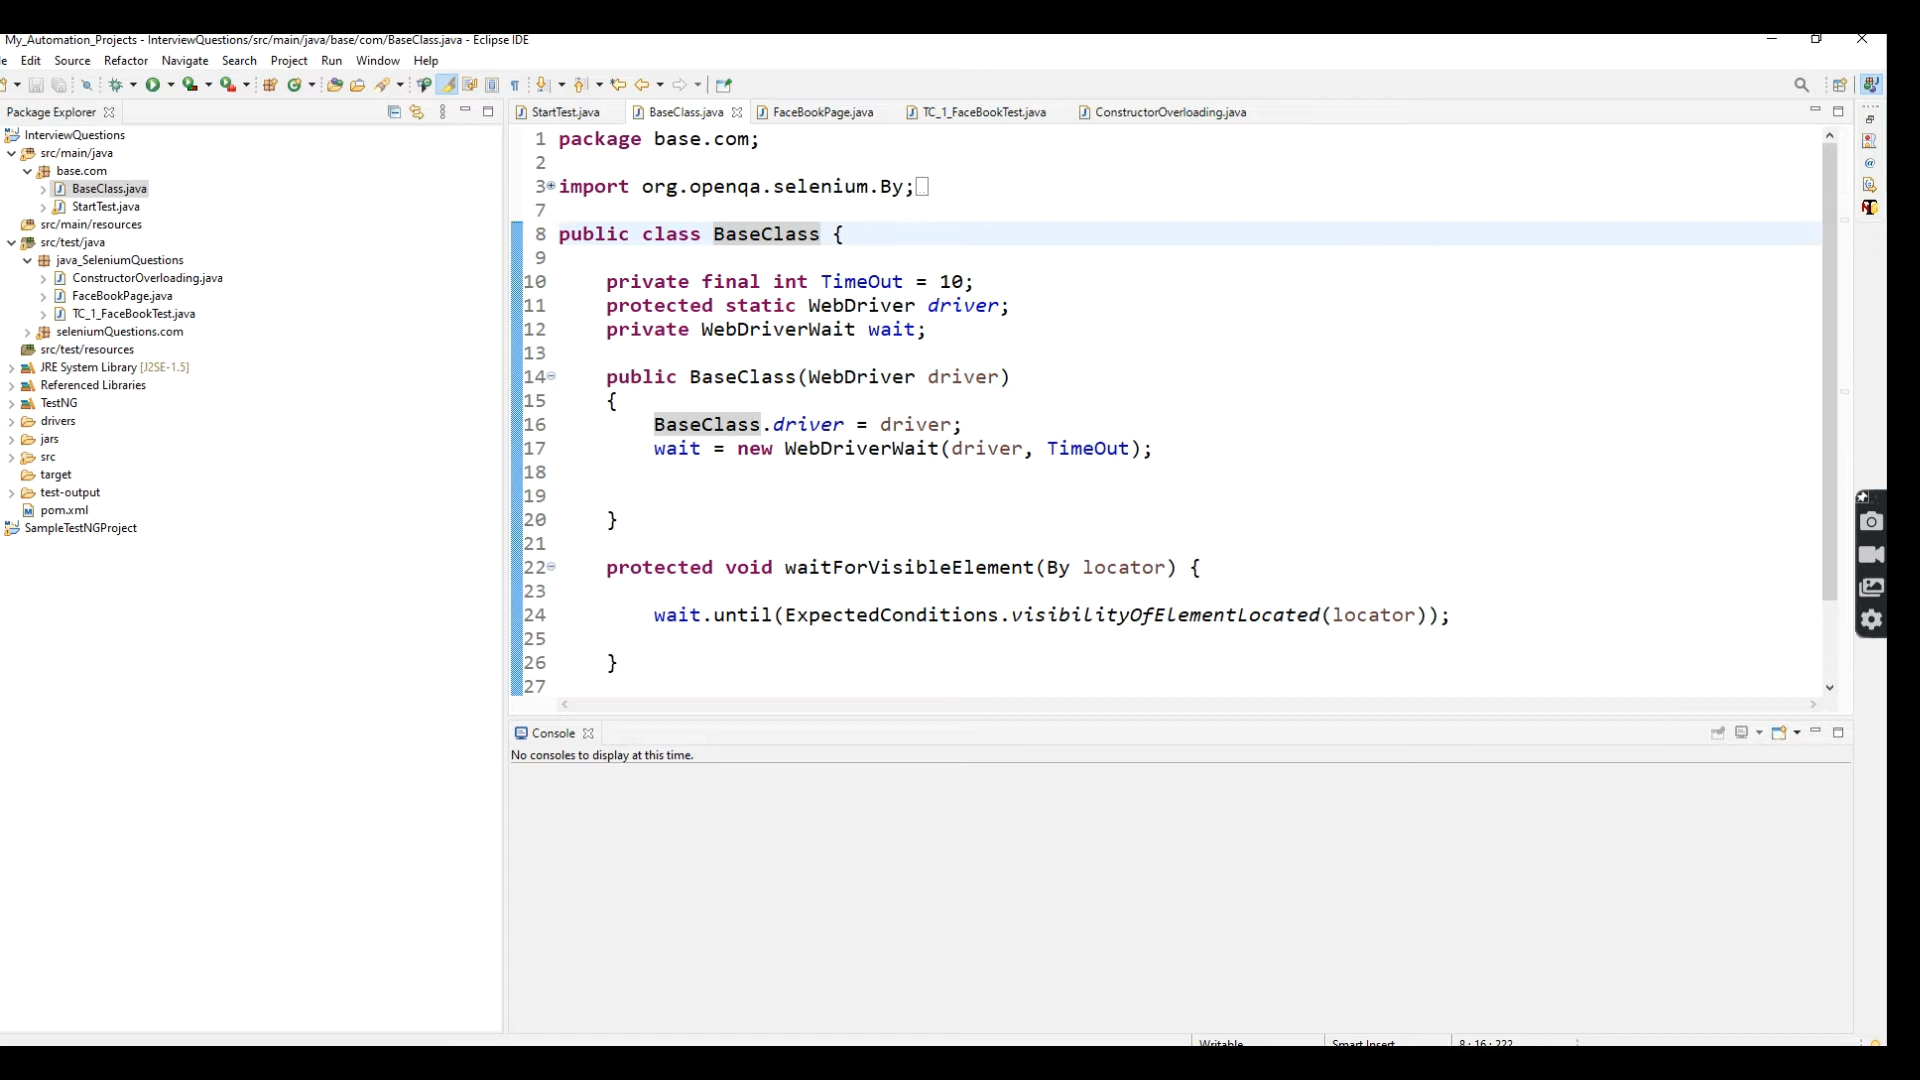 My_Automation_Projects - InterviewQuestions/src/main/java/base/com/BaseClass.java - Eclipse IDE
Edit Source Refactor Navigate Search Project Run Window Help
Package Explorer
InterviewQuestions
src/main/java
base.com
BaseClass.java
StartTest.java
src/main/resources
src/test/java
java_SeleniumQuestions
ConstructorOverloading.java
FaceBookPage.java
TC_1_FaceBookTest.java
seleniumQuestions.com
src/test/resources
JRE System Library [J2SE-1.5]
Referenced Libraries
TestNG
drivers
jars
src
target
test-output
pom.xml
SampleTestNGProject
StartTest.java BaseClass.java FaceBookPage.java TC_1_FaceBookTest.java ConstructorOverloading.java
1 package base.com;
2
3 import org.openqa.selenium.By;
7
8 public class BaseClass {
9
10 private final int TimeOut = 10;
11 protected static WebDriver driver;
12 private WebDriverWait wait;
13
14 public BaseClass(WebDriver driver)
15 {
16 BaseClass.driver = driver;
17 wait = new WebDriverWait(driver, TimeOut);
18
19
20 }
21
22 protected void waitForVisibleElement(By locator) {
23
24 wait.until(ExpectedConditions.visibilityOfElementLocated(locator));
25
26 }
27
Console
No consoles to display at this time.
Writable Smart Insert 8 : 16 : 222